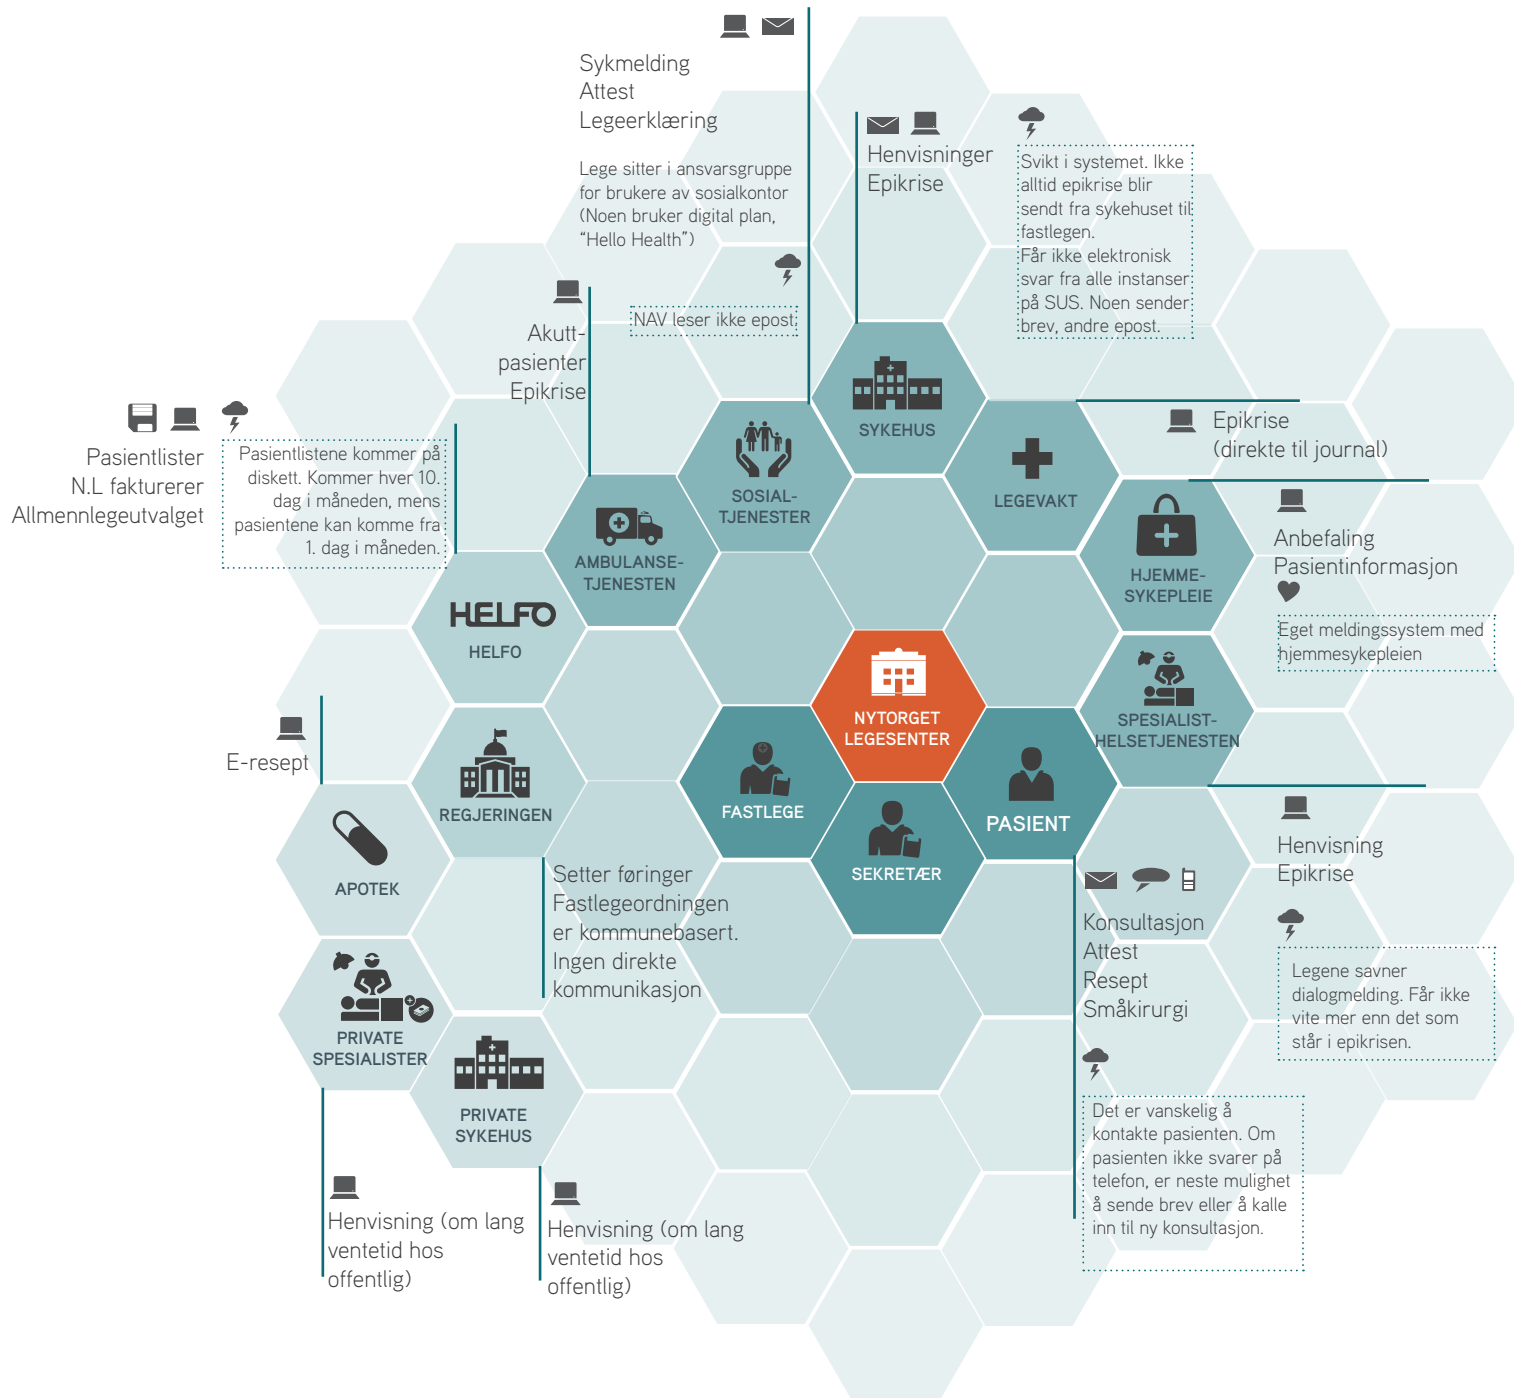 Sykmelding
Attest
Legeerklæring
Lege sitter i ansvarsgruppe
for brukere av sosialkontor
(Noen bruker digital plan,
“Hello Health”)
NAV leser ikke epost.
Henvisninger
Epikrise
Svikt i systemet. Ikke
alltid epikrise blir
sendt fra sykehuset til
fastlegen.
Får ikke elektronisk
svar fra alle instanser
på SUS. Noen sender
brev, andre epost.
Akutt-
pasienter
Epikrise
Pasientlister
N.L fakturerer
Allmennlegeutvalget
Pasientlistene kommer på
diskett. Kommer hver 10.
dag i måneden, mens
pasientene kan komme fra
1. dag i måneden.
SYKEHUS
SOSIAL-
TJENESTER
LEGEVAKT
Epikrise
(direkte til journal)
AMBULANSE-
TJENESTEN
HJEMME-
SYKEPLEIE
Anbefaling
Pasientinformasjon
Eget meldingssystem med
hjemmesykepleien
HELFO
HELFO
NYTORGET
LEGESENTER
SPESIALIST-
HELSETJENESTEN
E-resept
REGJERINGEN
FASTLEGE
PASIENT
SEKRETÆR
APOTEK
Setter føringer
Fastlegeordningen
er kommunebasert.
Ingen direkte
kommunikasjon
Henvisning
Epikrise
Legene savner
dialogmelding. Får ikke
vite mer enn det som
står i epikrisen.
Konsultasjon
Attest
Resept
Småkirurgi
Det er vanskelig å
kontakte pasienten. Om
pasienten ikke svarer på
telefon, er neste mulighet
å sende brev eller å kalle
inn til ny konsultasjon.
PRIVATE
SPESIALISTER
PRIVATE
SYKEHUS
Henvisning (om lang
ventetid hos
offentlig)
Henvisning (om lang
ventetid hos
offentlig)